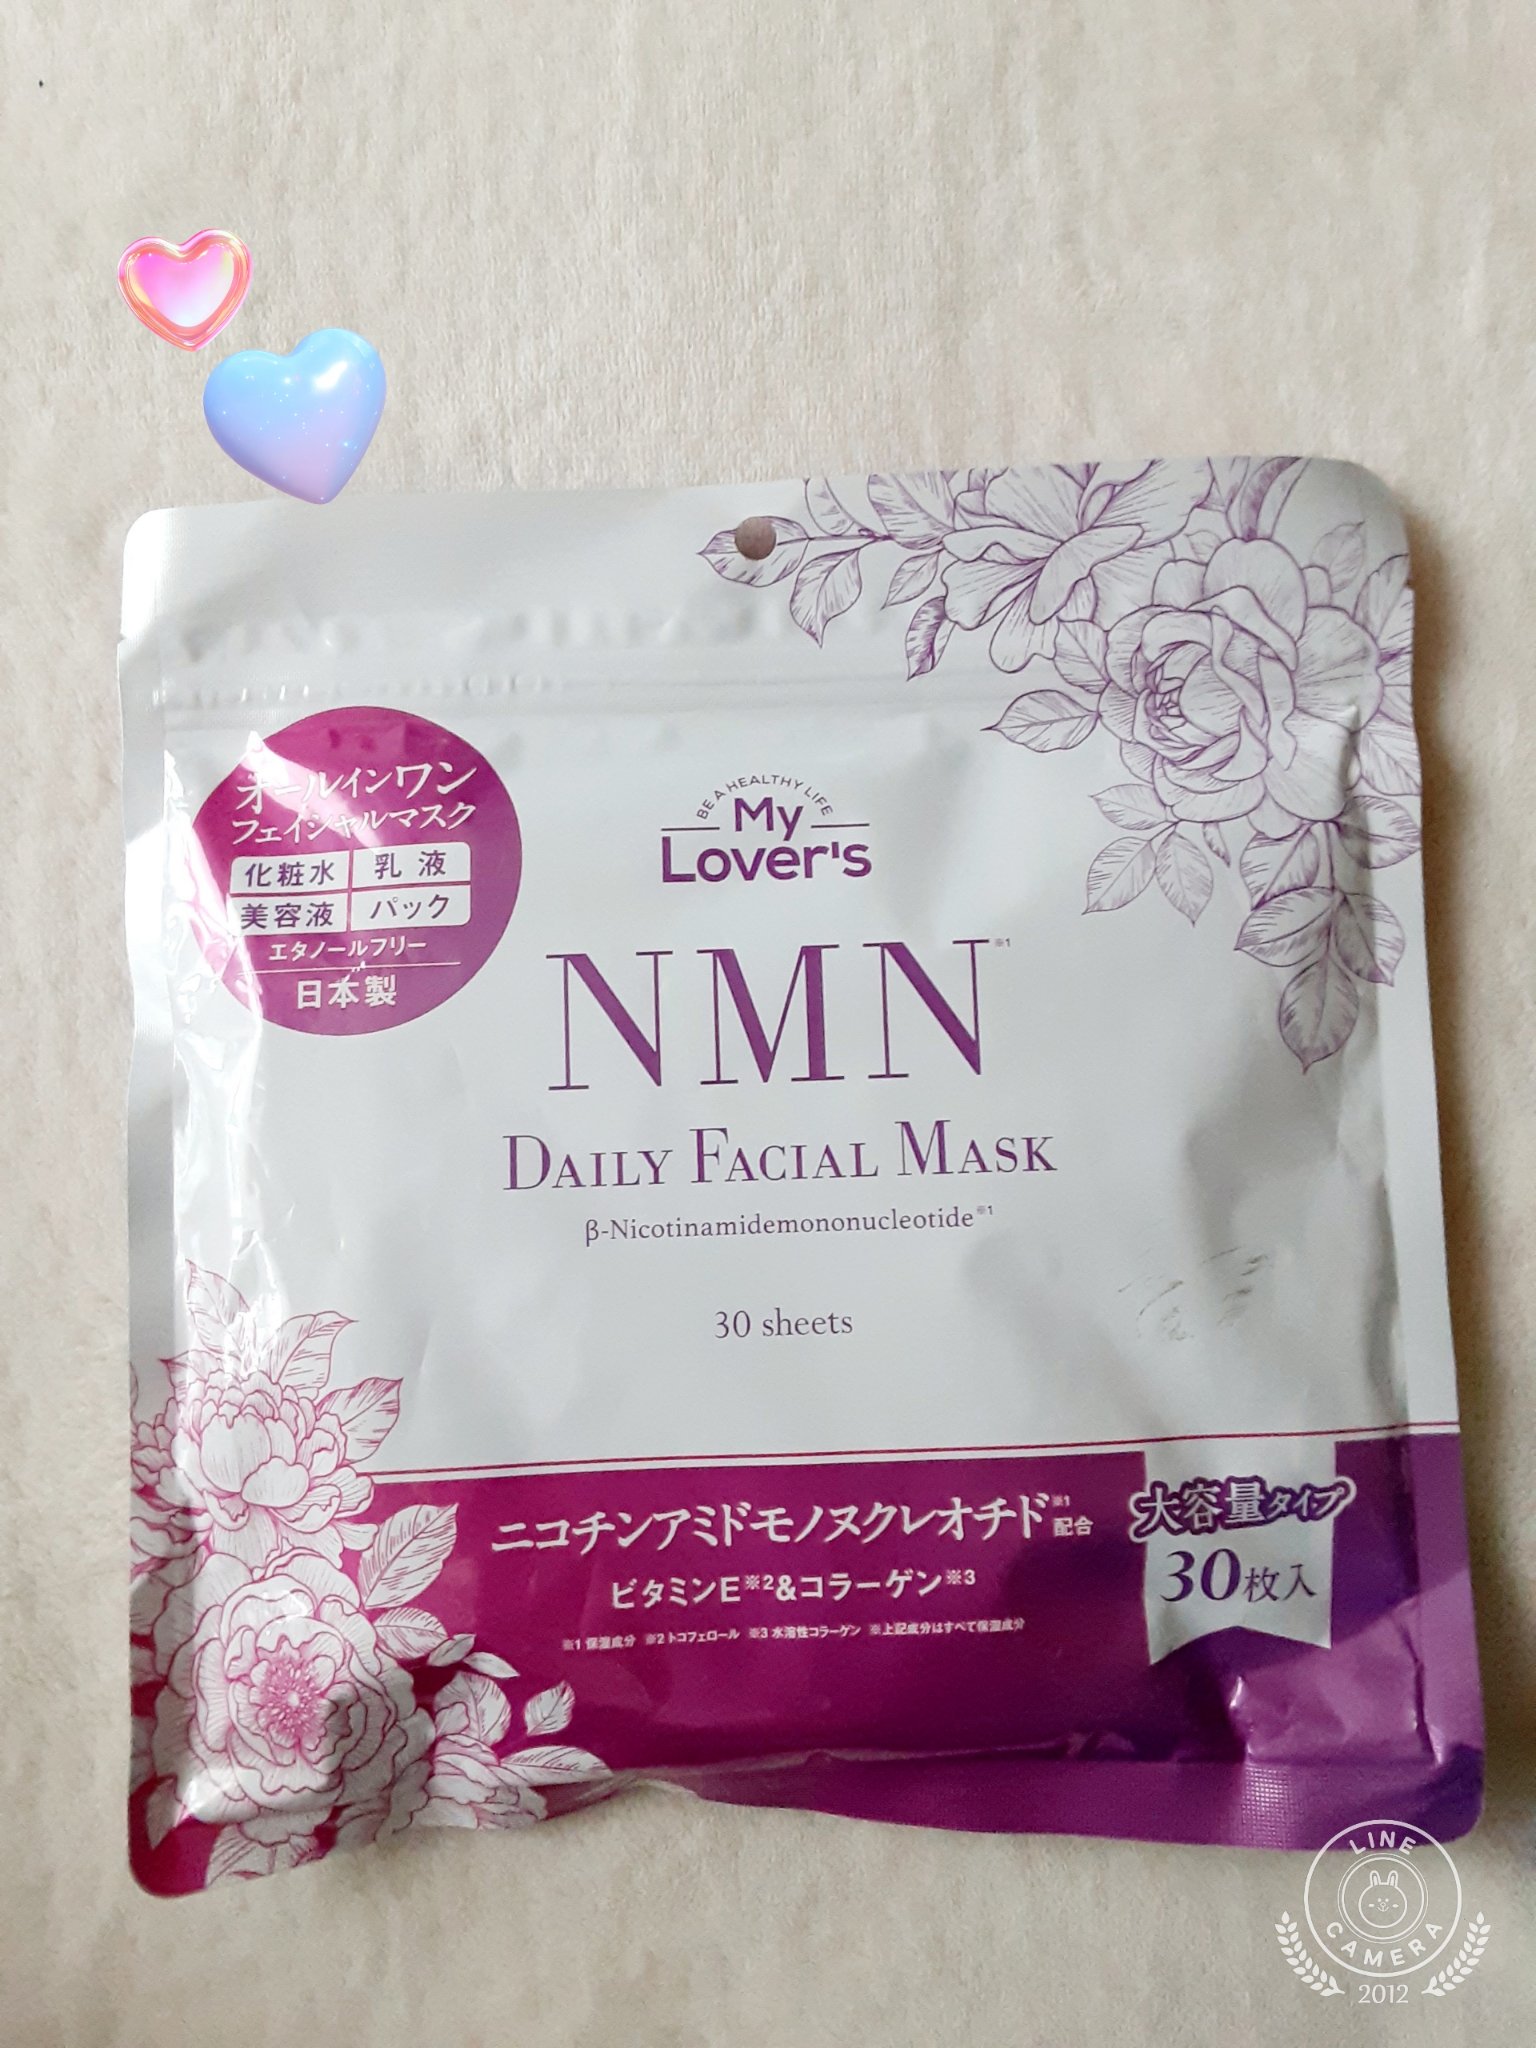 オールインワン
フェイシャルマスク
化粧水 乳液
美容液 パック
エタノールフリー
日本製
BE A HEALTHY LIFE
My
Lover's
NMN※1
DAILY FACIAL MASK
β-Nicotinamidemononucleotide※1
30 sheets
ニコチンアミドモノヌクレオチド※1配合
ビタミンE※2&コラーゲン※3
※1 保湿成分 ※2 トコフェロール ※3 水溶性コラーゲン ※上記成分はすべて保湿成分
大容量タイプ
30枚入
LINE
CAMERA
2012